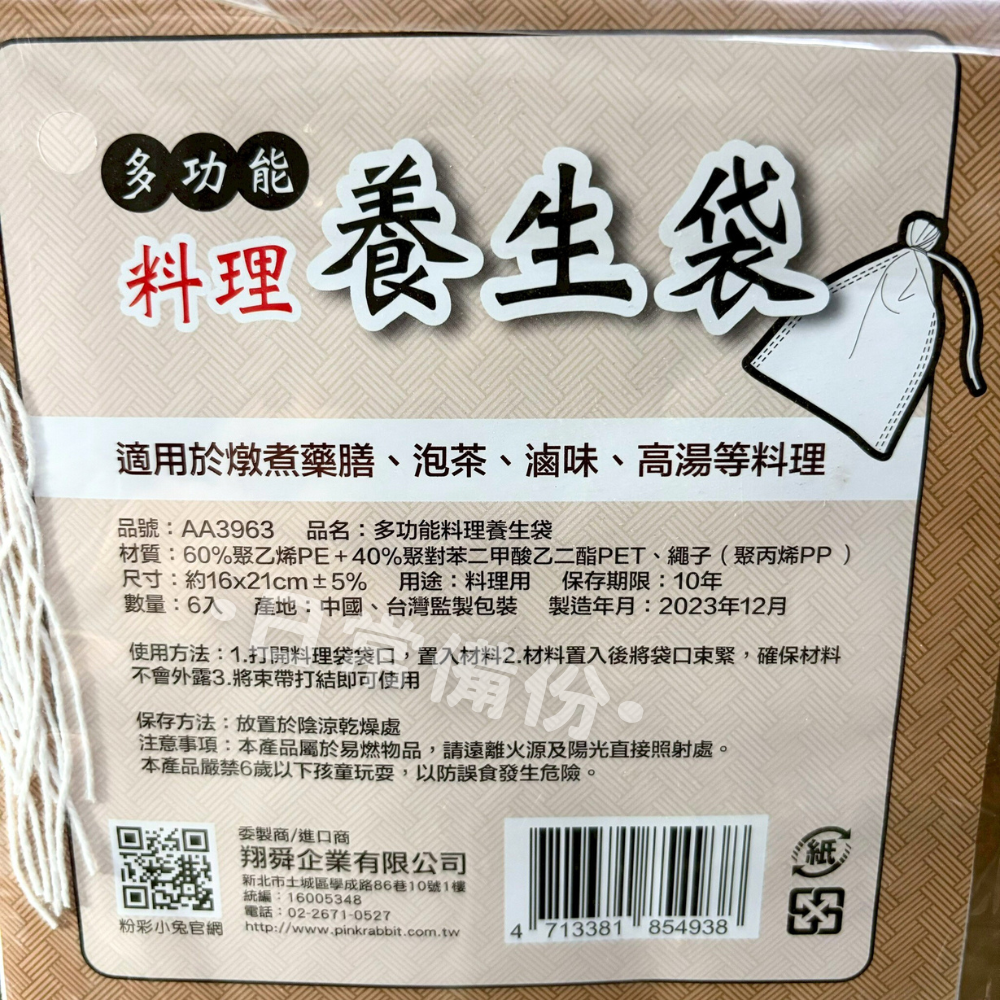 多功能
料理養生袋
適用於燉煮藥膳、泡茶、滷味、高湯等料理
品號：AA3963 品名：多功能料理養生袋
材質：60%聚乙烯PE+40%聚對苯二甲酸乙二酯PET、繩子（聚丙烯PP ）
尺寸：約16x21cm±5% 用途：料理用 保存期限：10年
數量：6入 產地：中國、台灣監製包裝 製造年月：2023年12月
•日常備份•
使用方法：1.打開料理袋袋口，置入材料2.材料置入後將袋口束緊，確保材料
不會外露3.將束帶打結即可使用
保存方法：放置於陰涼乾燥處
注意事項：本產品屬於易燃物品，請遠離火源及陽光直接照射處。
本產品嚴禁6歲以下孩童玩耍，以防誤食發生危險。
委製商/進口商
翔舜企業有限公司
新北市土城區學成路86巷10號1樓
統編：16005348
電話：02-2671-0527
http://www.pinkrabbit.com.tw
粉彩小兔官網
4 713381 854938
紙